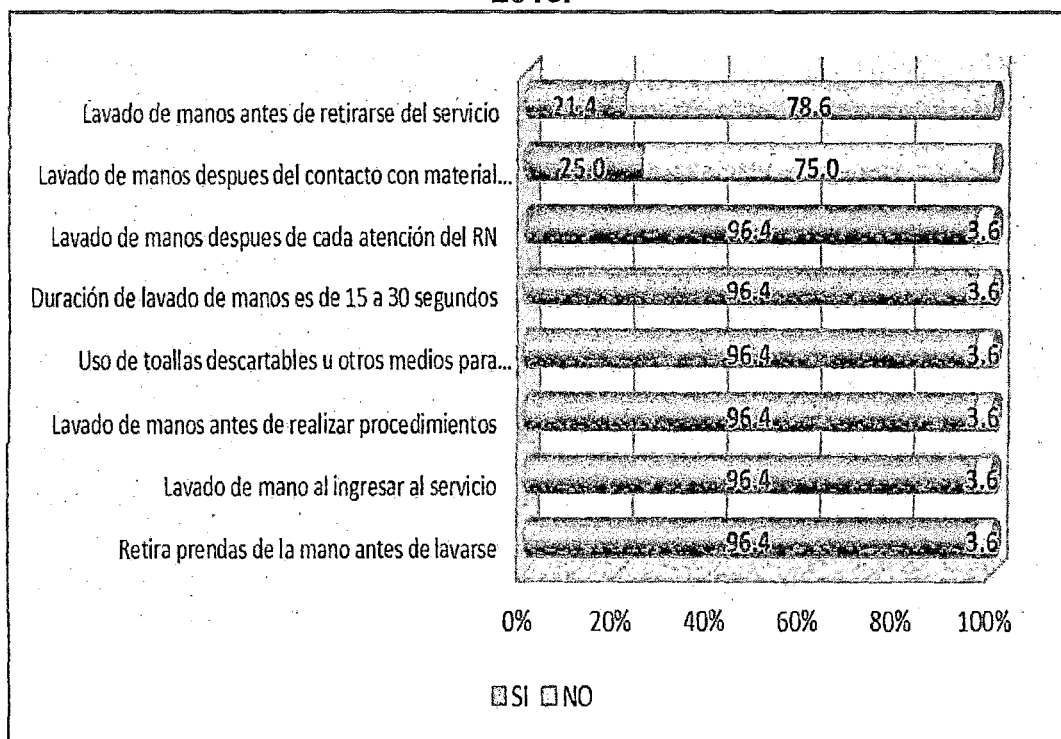 Lavado de manos antes de retirarse del servicio 21.4 78.6
Lavado de manos despues del contacto con material... 25.0 75.0
Lavado de manos despues de cada atención del RN 96.4 3.6
Duración de lavado de manos es de 15 a 30 segundos 96.4 3.6
Uso de toallas descartables u otros medios para... 96.4 3.6
Lavado de manos antes de realizar procedimientos 96.4 3.6
Lavado de mano al ingresar al servicio 96.4 3.6
Retira prendas de la mano antes de lavarse 96.4 3.6
0% 20% 40% 60% 80% 100%
SI NO